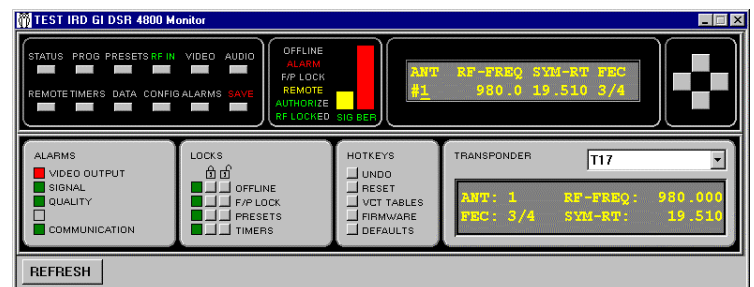 TEST IRD GI DSR 4800 Monitor
STATUS PROG PRESETS RF IN VIDEO AUDIO
REMOTE TIMERS DATA CONFIG ALARMS SAVE
OFFLINE
ALARM
F/P LOCK
REMOTE
AUTHORIZE
RF LOCKED SIG BER
ANT RF-FREQ SYM-RT FEC
#1 980.0 19.510 3/4
ALARMS
VIDEO OUTPUT
SIGNAL
QUALITY
COMMUNICATION
LOCKS
OFFLINE
F/P LOCK
PRESETS
TIMERS
HOTKEYS
UNDO
RESET
VCT TABLES
FIRMWARE
DEFAULTS
TRANSPONDER T17
ANT: 1 RF-FREQ: 980.000
FEC: 3/4 SYM-RT: 19.510
REFRESH